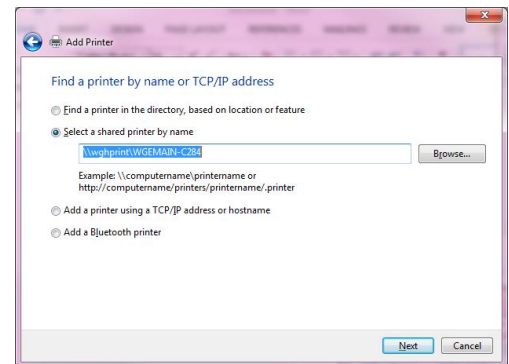 Add Printer
Find a printer by name or TCP/IP address
Find a printer in the directory, based on location or feature
Select a shared printer by name
\\wghprint\WGEMAIN-C284
Browse...
Example: \\computername\printername or
http://computername/printers/printername/.printer
Add a printer using a TCP/IP address or hostname
Add a Bluetooth printer
Next
Cancel